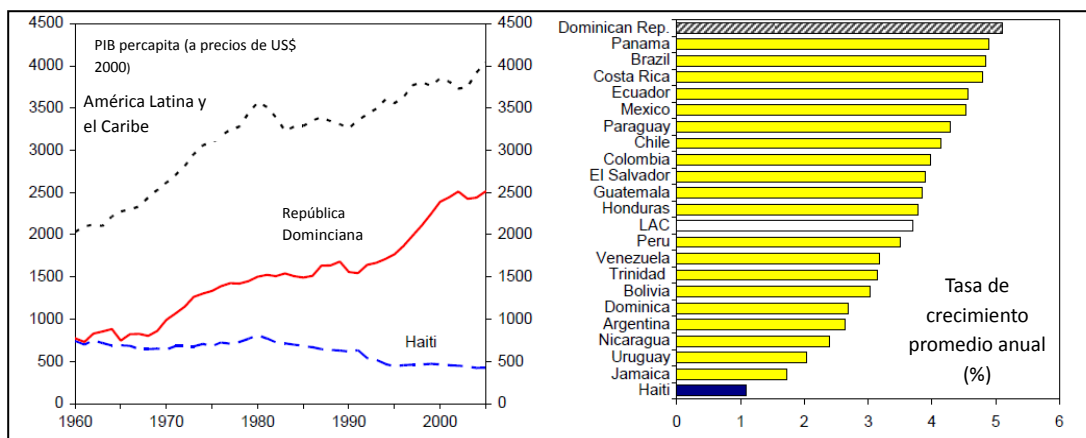 4500
4000
3500
3000
2500
2000
1500
1000
500
0
PIB percapita (a precios de US$
2000)
América Latina y
el Caribe
República
Dominciana
Haiti
4500
4000
3500
3000
2500
2000
1500
1000
500
0
1960
1970
1980
1990
2000
Dominican Rep.
Panama
Brazil
Costa Rica
Ecuador
Mexico
Paraguay
Chile
Colombia
El Salvador
Guatemala
Honduras
LAC
Peru
Venezuela
Trinidad
Bolivia
Dominica
Argentina
Nicaragua
Uruguay
Jamaica
Haiti
Tasa de
crecimiento
promedio anual
(%)
0
1
2
3
4
5
6